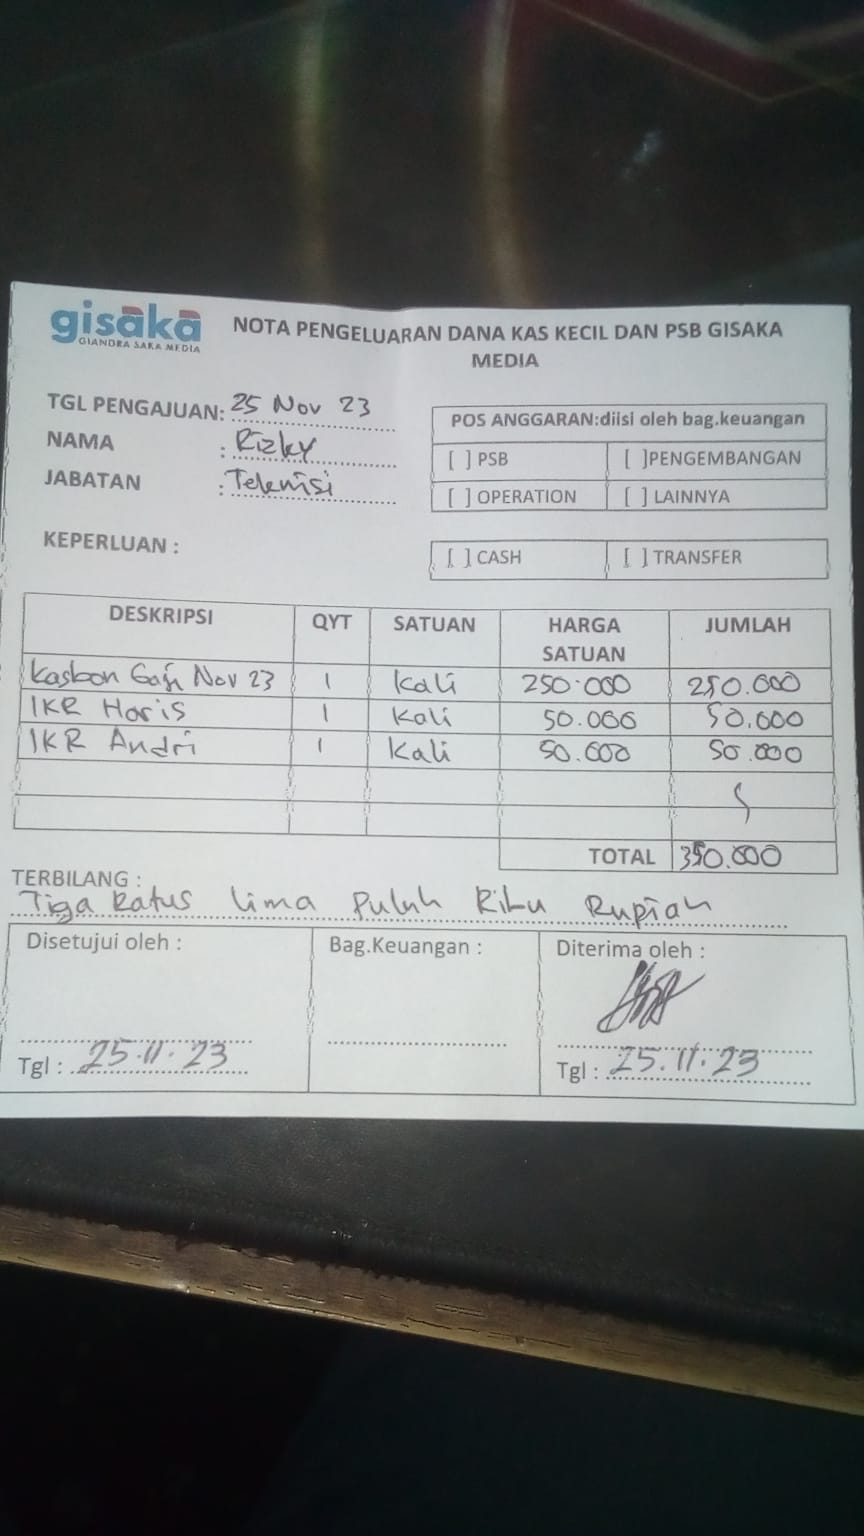 gisaka
GIANDRA SAKA MEDIA
NOTA PENGELUARAN DANA KAS KECIL DAN PSB GISAKA
MEDIA
TGL PENGAJUAN: 25 Nov 23
NAMA : Rizky
JABATAN : Teknisi
POS ANGGARAN:diisi oleh bag.keuangan
[ ] PSB [ ]PENGEMBANGAN
[ ] OPERATION [ ] LAINNYA
KEPERLUAN :
[ ] CASH [ ] TRANSFER
DESKRIPSI QYT SATUAN HARGA SATUAN JUMLAH
Kasbon Gaji Nov 23 1 Kali 250.000 250.000
IKR Haris 1 Kali 50.000 50.000
IKR Andri 1 Kali 50.000 50.000
TOTAL 350.000
TERBILANG :
Tiga Ratus Lima Puluh Ribu Rupiah
Disetujui oleh : Bag.Keuangan : Diterima oleh :
Tgl : 25.11.23 Tgl : 25.11.23